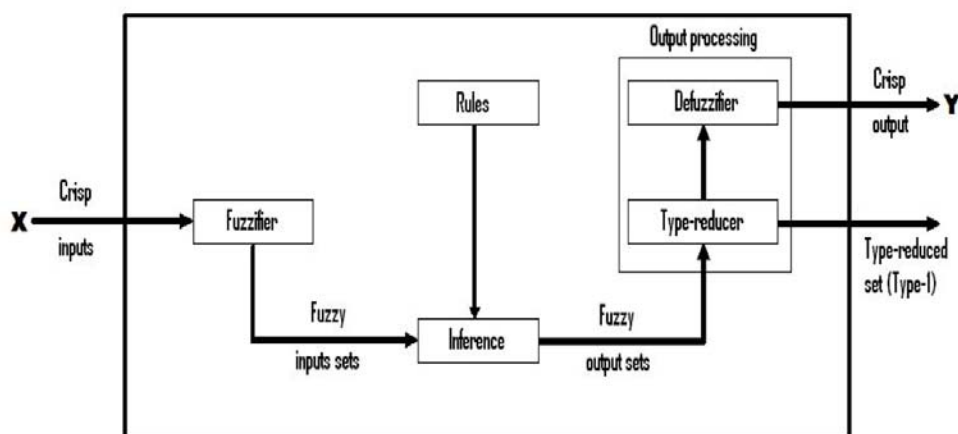 Output processing
Defuzzifier
Crisp
output
Y
Rules
Crisp
X
inputs
Fuzzifier
Type-reducer
Type-reduced
set (Type-1)
Fuzzy
inputs sets
Inference
Fuzzy
output sets